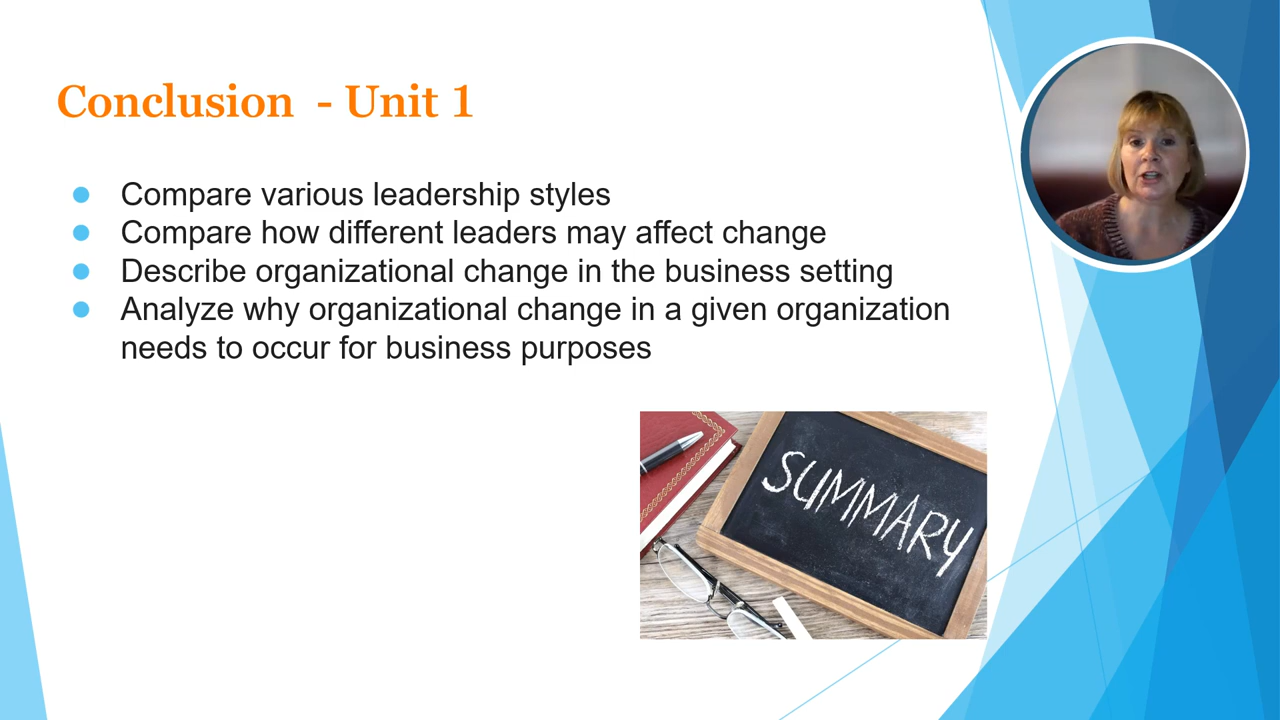 Conclusion - Unit 1
Compare various leadership styles
Compare how different leaders may affect change
Describe organizational change in the business setting
Analyze why organizational change in a given organization
needs to occur for business purposes
SUMMARY